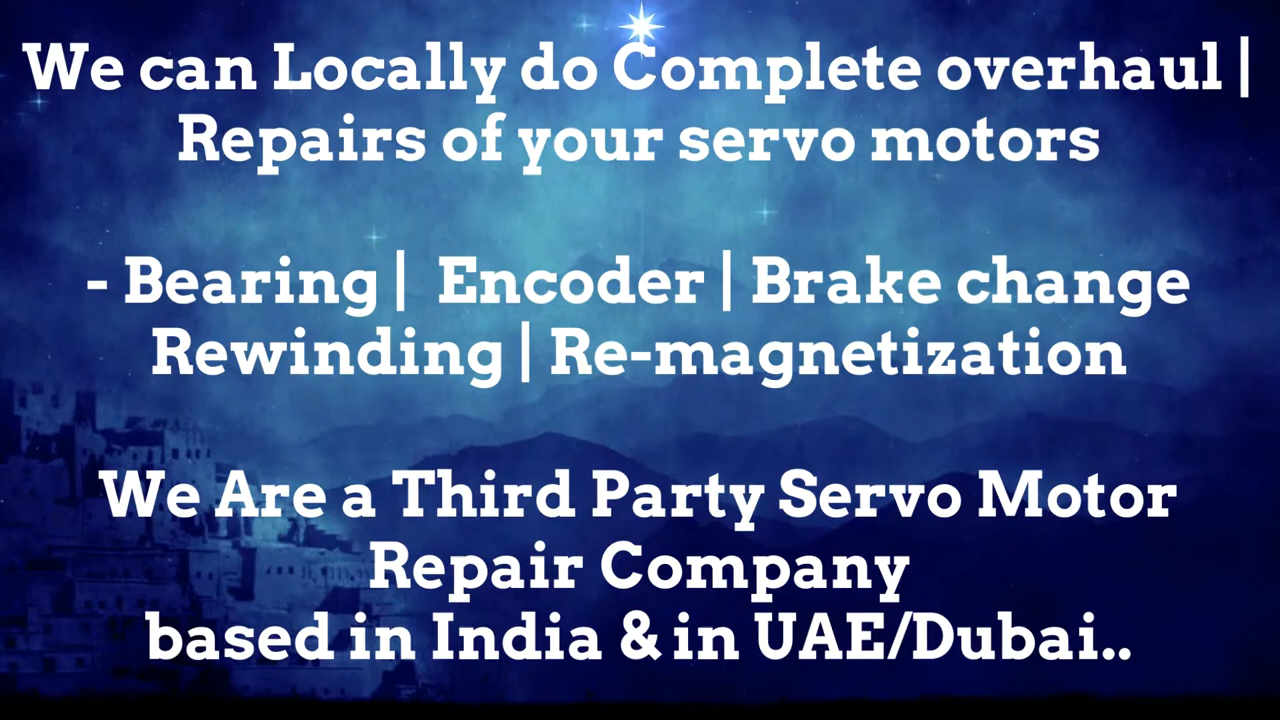 We can Locally do Complete overhaul |
Repairs of your servo motors
- Bearing | Encoder | Brake change
Rewinding | Re-magnetization
We Are a Third Party Servo Motor
Repair Company
based in India & in UAE/Dubai..